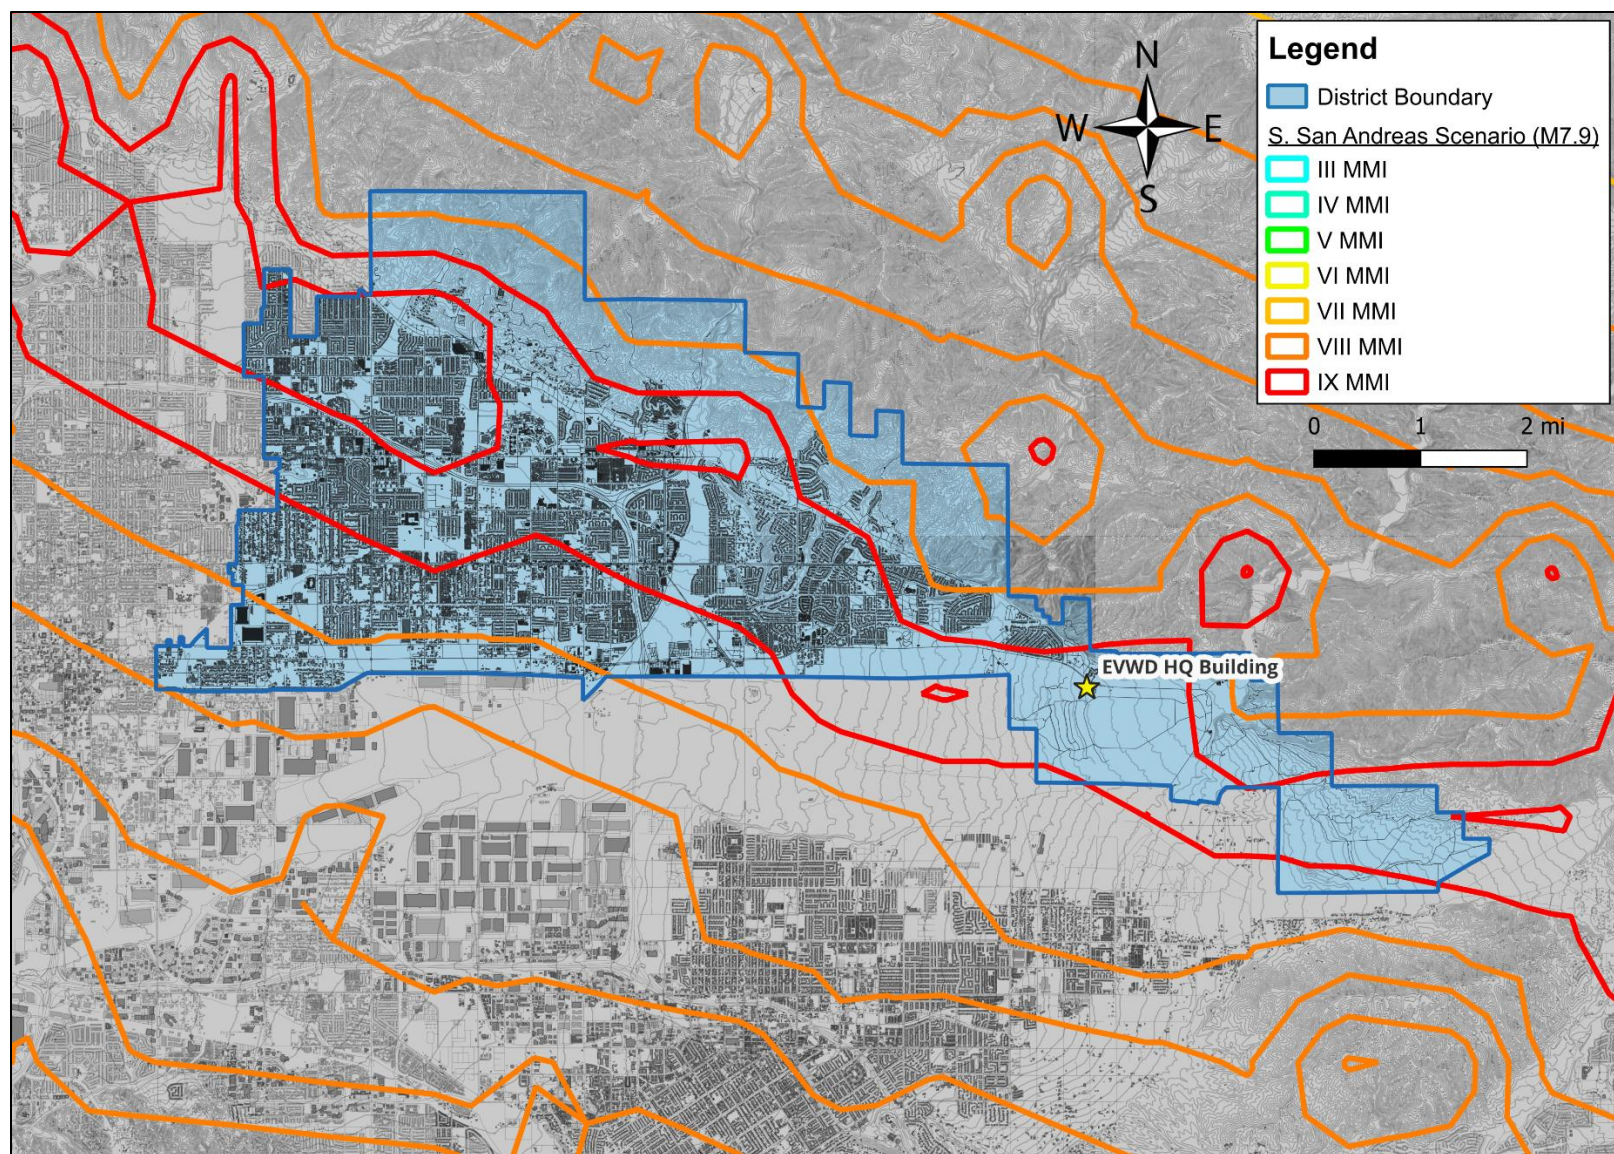 Legend
District Boundary
S. San Andreas Scenario (M7.9)
III MMI
IV MMI
V MMI
VI MMI
VII MMI
VIII MMI
IX MMI
N
W E
S
0 1 2 mi
EVWD HQ Building